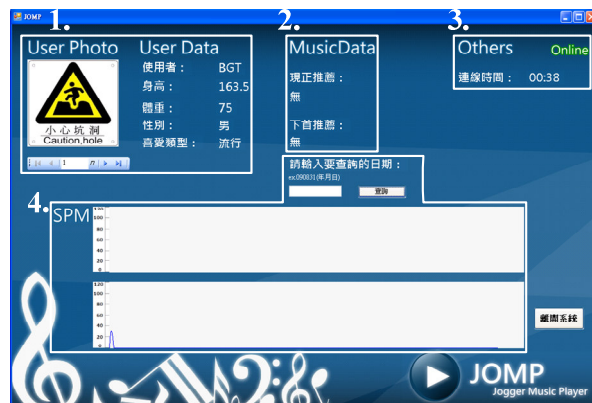 JOMP
1.
2.
3.
User Photo
User Data
MusicData
Others
Online
使用者：
BGT
身高：
163.5
體重：
75
性別：
男
喜愛類型：
流行
小心坑洞
Caution,hole
1
現正推薦：
無
下首推薦：
無
連線時間：
00:38
請輸入要查詢的日期：
ex:090831(年月日)
查詢
4.
SPM
100
80
60
40
20
0
120
100
80
60
40
20
0
離開系統
JOMP
Jogger Music Player